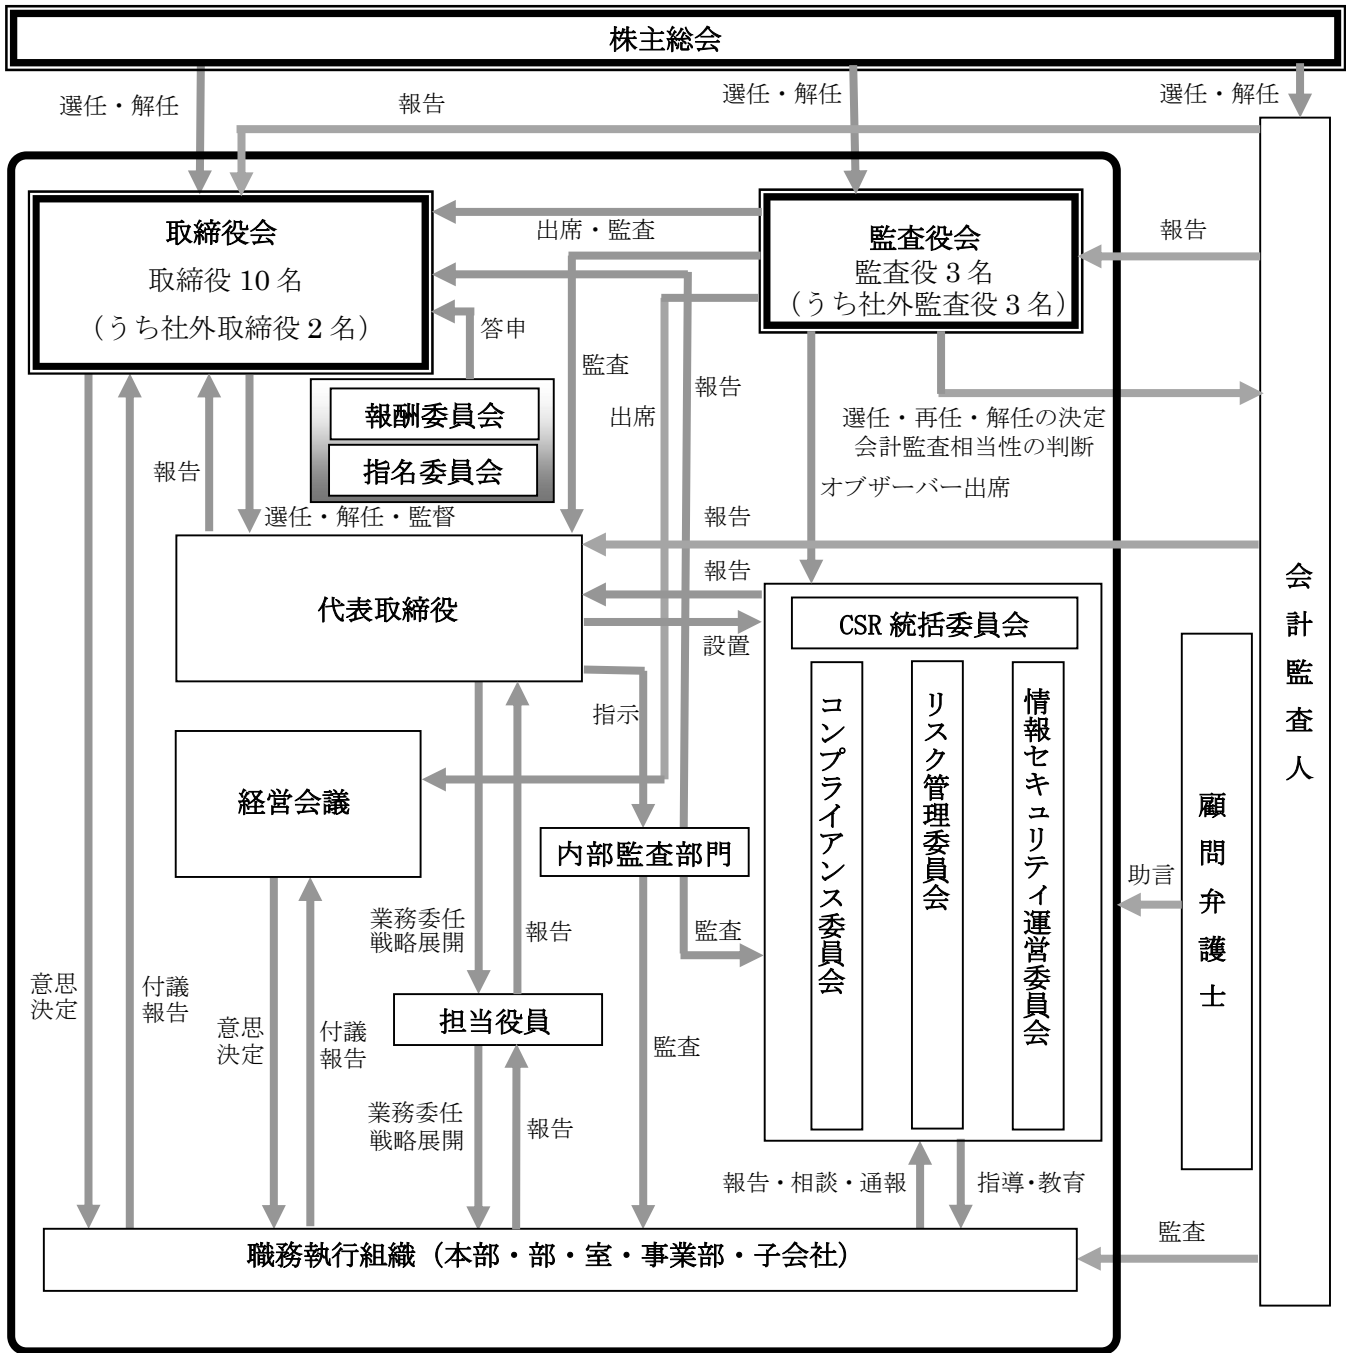 株主総会
選任・解任
報告
選任・解任
選任・解任
取締役会
取締役 10 名
（うち社外取締役 2 名）
出席・監査
監査役会
監査役 3 名
（うち社外監査役 3 名）
報告
答申
監査
報告
出席
報酬委員会
指名委員会
選任・再任・解任の決定
会計監査相当性の判断
オブザーバー出席
報告
選任・解任・監督
報告
代表取締役
報告
設置
CSR 統括委員会
コンプライアンス委員会
リスク管理委員会
情報セキュリティ運営委員会
会計監査人
顧問弁護士
助言
指示
経営会議
内部監査部門
業務委任
戦略展開
報告
監査
意思
決定
付議
報告
意思
決定
付議
報告
担当役員
監査
業務委任
戦略展開
報告
報告・相談・通報
指導・教育
監査
職務執行組織（本部・部・室・事業部・子会社）